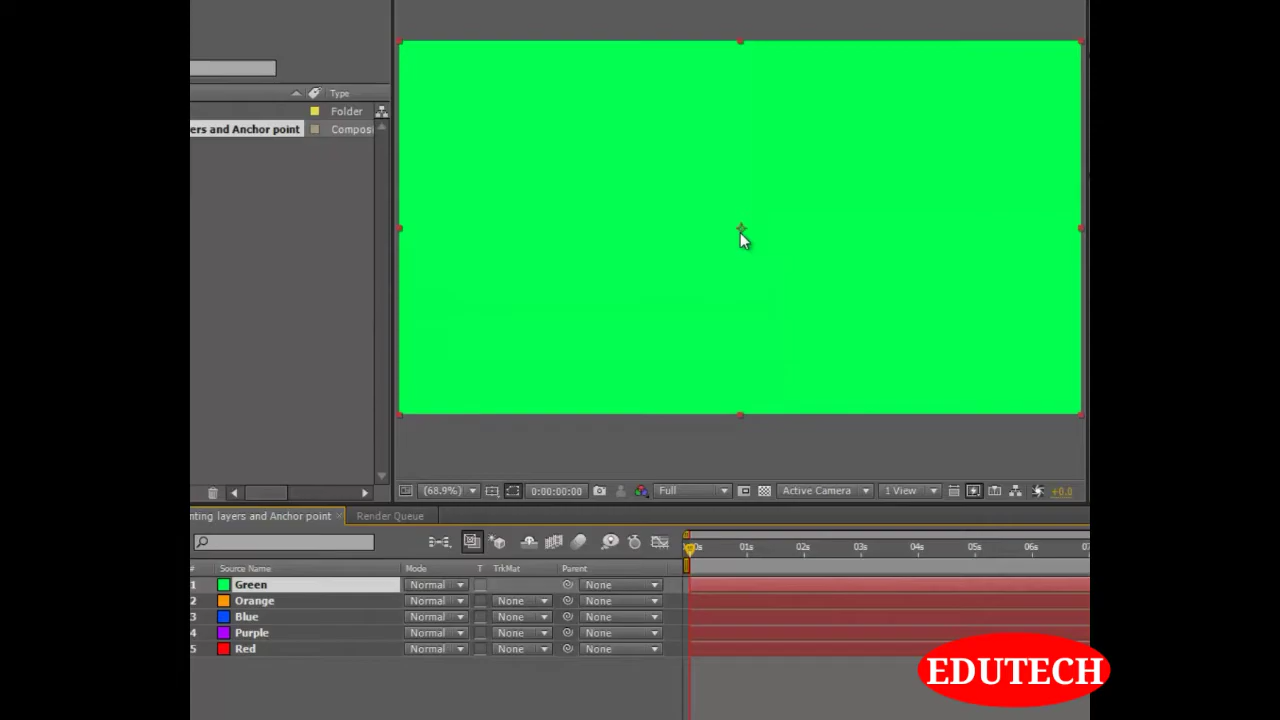 Type
Folder
ers and Anchor point Compos
(68.9%) 0:00:00:00 Full Active Camera 1 View +0.0
nting layers and Anchor point × Render Queue
0s 01s 02s 03s 04s 05s 06s 07
# Source Name Mode T TrkMat Parent
1 Green Normal None
2 Orange Normal None None
3 Blue Normal None None
4 Purple Normal None None
5 Red Normal None None
EDUTECH